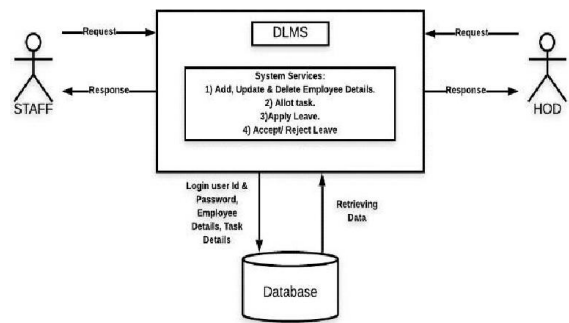 DLMS
Request
Request
System Services:
1) Add, Update & Delete Employee Details.
2) Allot task.
3)Apply Leave.
4) Accept/ Reject Leave
Response
Response
STAFF
HOD
Login user Id &
Password,
Employee
Details, Task
Details
Retrieving
Data
Database